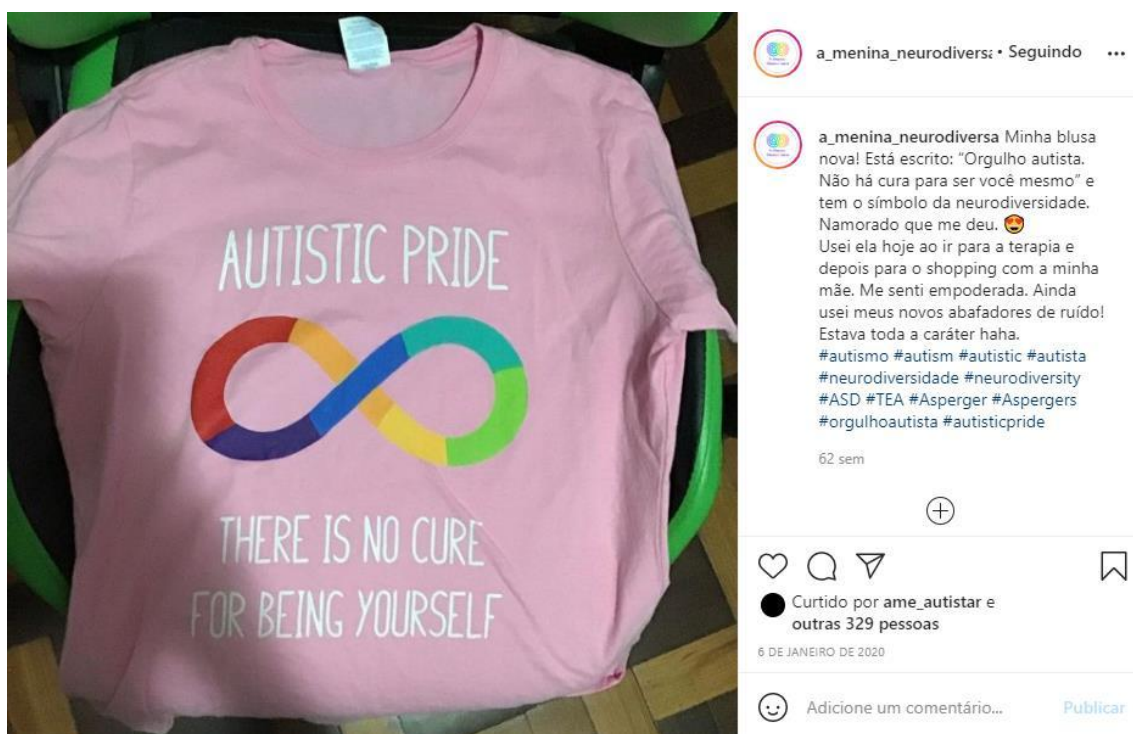 AUTISTIC PRIDE
THERE IS NO CURE
FOR BEING YOURSELF
a_menina_neurodivers • Seguindo
a_menina_neurodiversa Minha blusa
nova! Está escrito: “Orgulho autista.
Não há cura para ser você mesmo” e
tem o símbolo da neurodiversidade.
Namorado que me deu. 😍
Usei ela hoje ao ir para a terapia e
depois para o shopping com a minha
mãe. Me senti empoderada. Ainda
usei meus novos abafadores de ruído!
Estava toda a caráter haha.
#autismo #autism #autistic #autista
#neurodiversidade #neurodiversity
#ASD #TEA #Asperger #Aspergers
#orgulhoautista #autisticpride
62 sem
Curtido por ame_autistar e
outras 329 pessoas
6 DE JANEIRO DE 2020
Adicione um comentário... Publicar